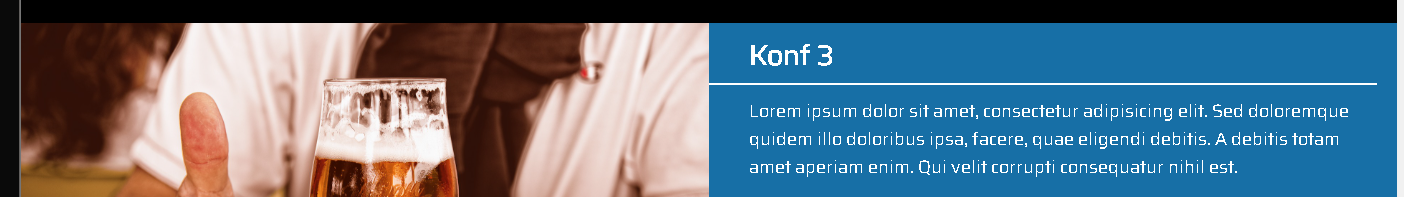 Konf 3
Lorem ipsum dolor sit amet, consectetur adipisicing elit. Sed doloremque
quidem illo doloribus ipsa, facere, quae eligendi debitis. A debitis totam
amet aperiam enim. Qui velit corrupti consequatur nihil est.